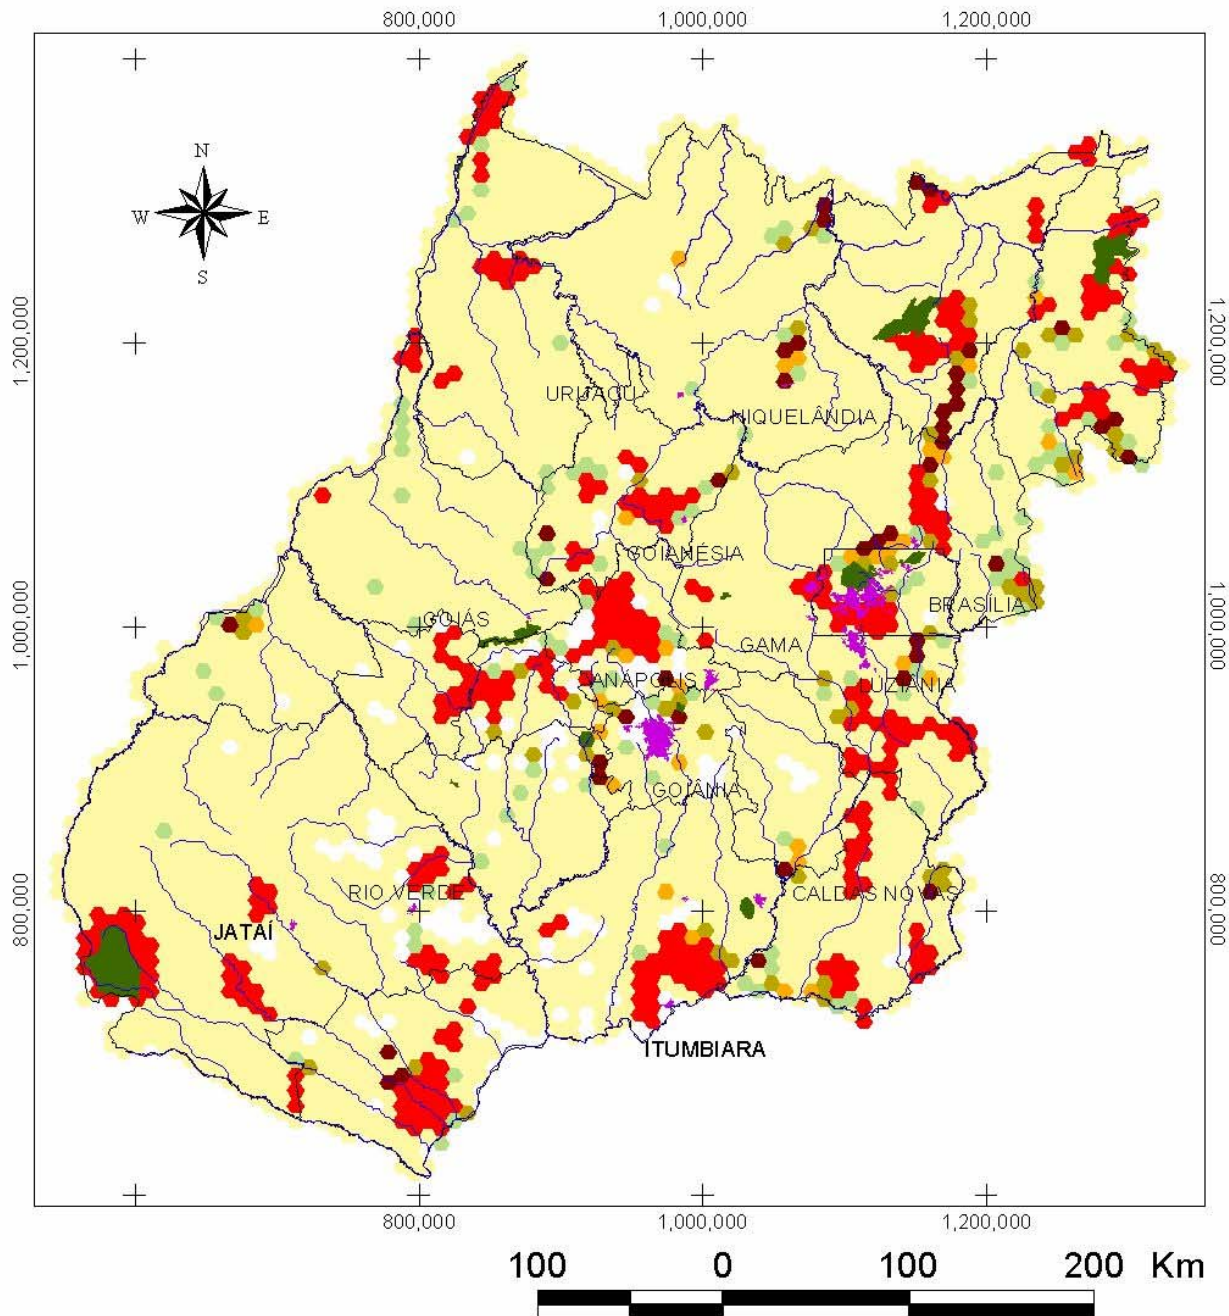 800,000 1,000,000 1,200,000
N
W E
S
1,200,000 1,200,000
URUAÇU
NIQUELÂNDIA
GOIANÉSIA
BRASÍLIA
GOIÁS
1,000,000 1,000,000
GAMA
ANÁPOLIS LUZIÂNIA
GOIÂNIA
RIO VERDE CALDAS NOVAS
800,000 800,000
JATAÍ
ITUMBIARA
800,000 1,000,000 1,200,000
100 0 100 200 Km